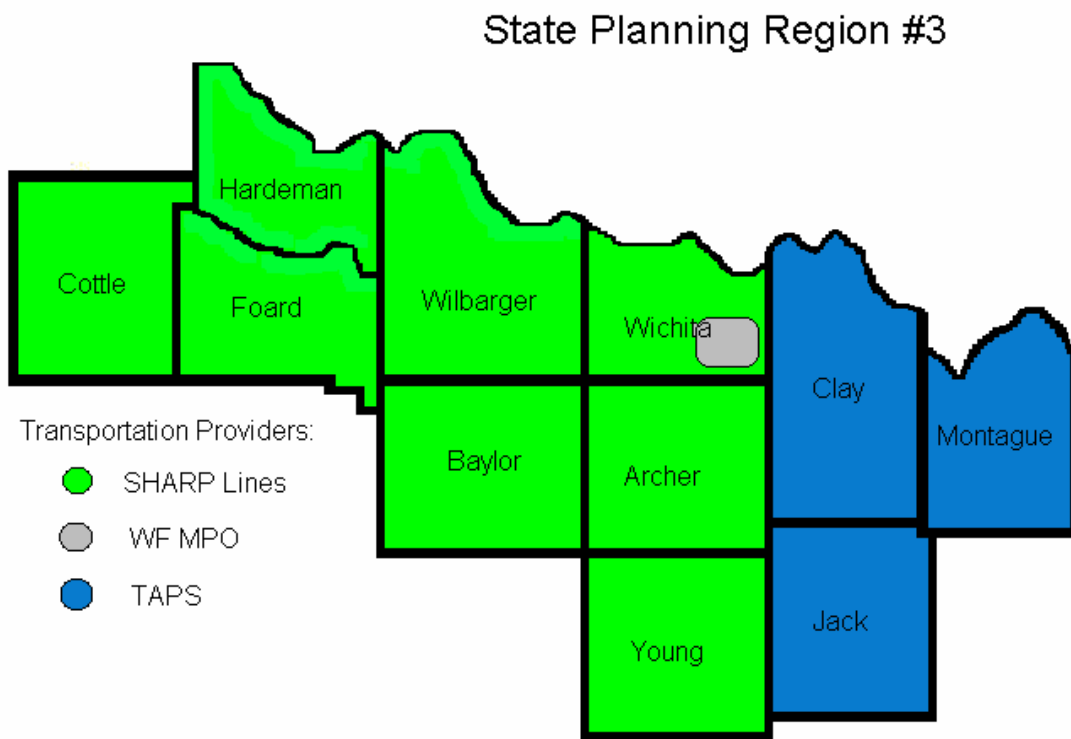 State Planning Region #3
Hardeman
Cottle
Foard
Wilbarger
Wichita
Clay
Montague
Baylor
Archer
Jack
Young
Transportation Providers:
SHARP Lines
WF MPO
TAPS